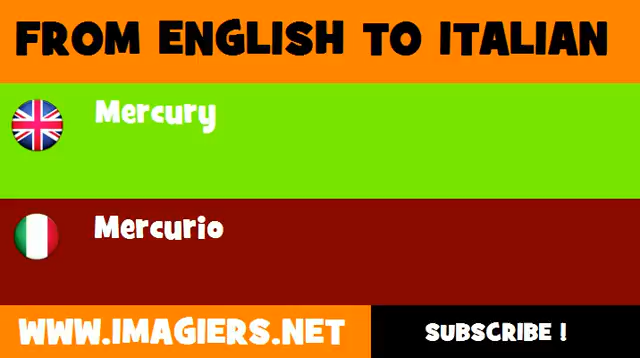 FROM ENGLISH TO ITALIAN
Mercury
Mercurio
WWW.IMAGIERS.NET
SUBSCRIBE !